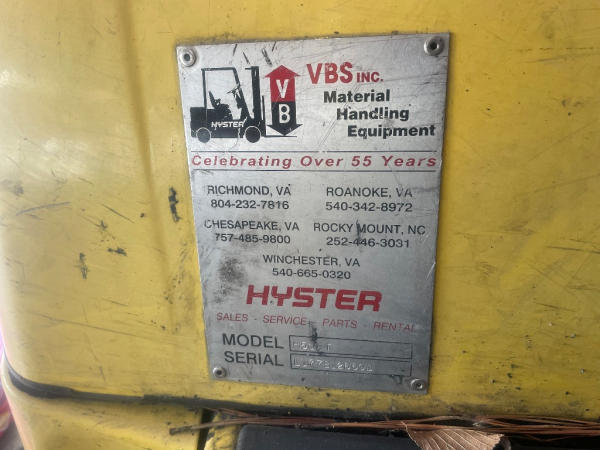 VBS INC.
Material
Handling
Equipment
V
B
HYSTER
Celebrating Over 55 Years
RICHMOND, VA ROANOKE, VA
804-232-7816 540-342-8972
CHESAPEAKE, VA ROCKY MOUNT, NC
757-485-9800 252-446-3031
WINCHESTER, VA
540-665-0320
HYSTER
SALES - SERVICE - PARTS - RENTAL
MODEL
SERIAL